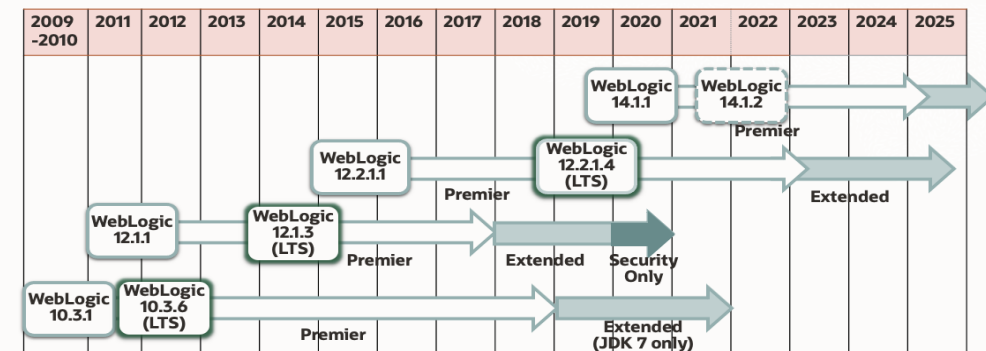 2009 2011 2012 2013 2014 2015 2016 2017 2018 2019 2020 2021 2022 2023 2024 2025
-2010
WebLogic
14.1.1
WebLogic
14.1.2
Premier
WebLogic
12.2.1.1
WebLogic
12.2.1.4
(LTS)
Premier
Extended
WebLogic
12.1.1
WebLogic
12.1.3
(LTS)
Premier
Extended
Security
Only
WebLogic
10.3.1
WebLogic
10.3.6
(LTS)
Premier
Extended
(JDK 7 only)